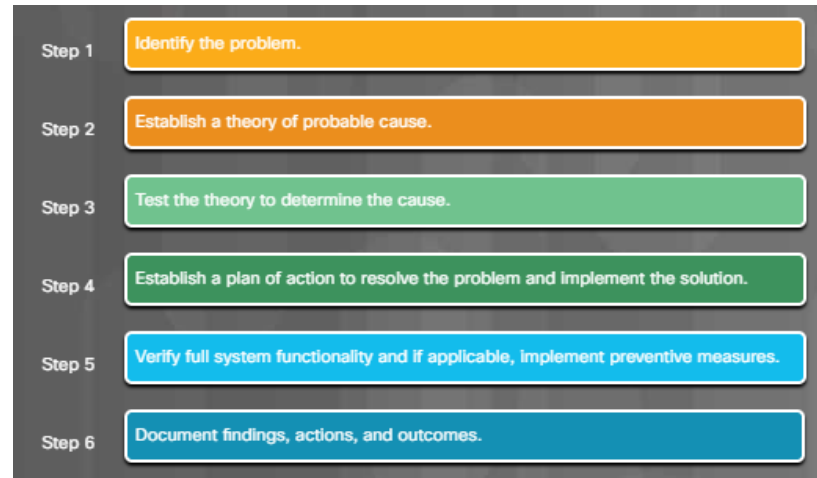 Step 1 Identify the problem.
Step 2 Establish a theory of probable cause.
Step 3 Test the theory to determine the cause.
Step 4 Establish a plan of action to resolve the problem and implement the solution.
Step 5 Verify full system functionality and if applicable, implement preventive measures.
Step 6 Document findings, actions, and outcomes.